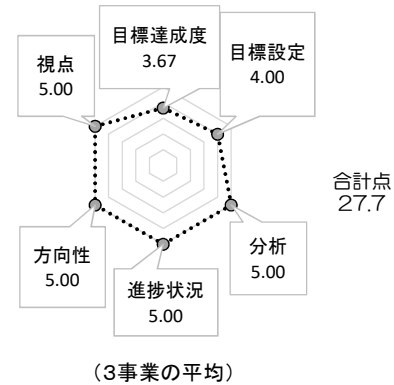 目標達成度
3.67
目標設定
4.00
視点
5.00
合計点
27.7
方向性
5.00
分析
5.00
進捗状況
5.00
（3事業の平均）